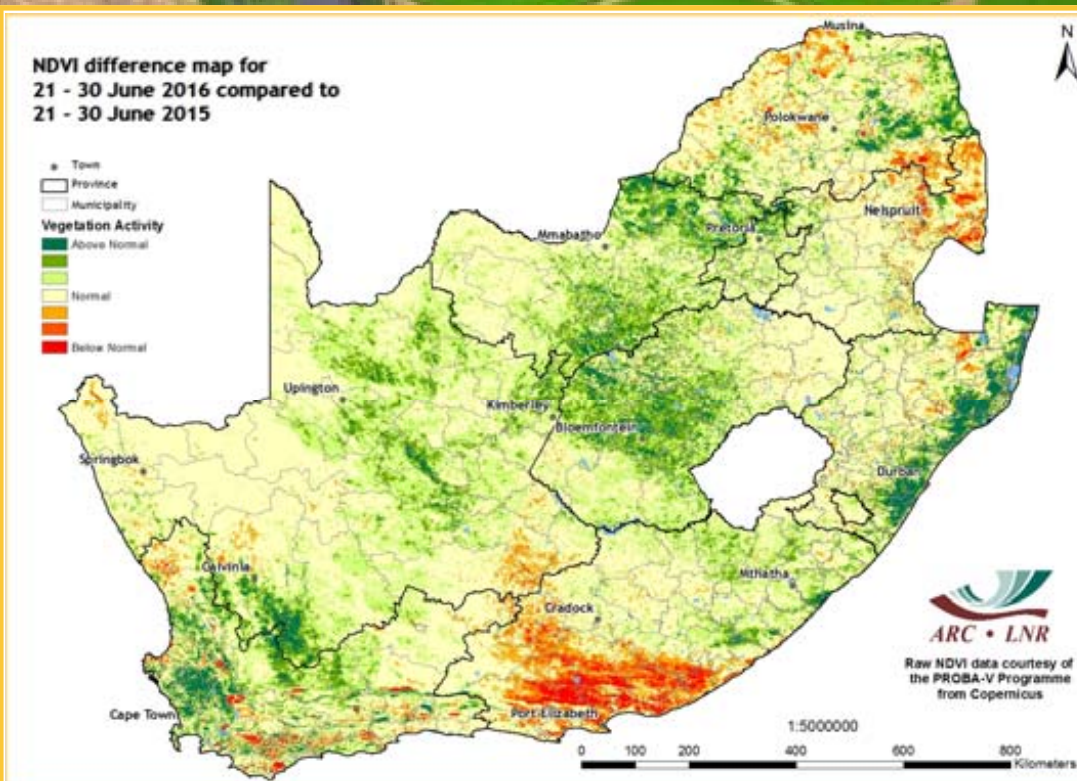 NDVI difference map for
21 - 30 June 2016 compared to
21 - 30 June 2015
Town
Province
Municipality
Vegetation Activity
Above Normal
Normal
Below Normal
N
Musina
Polokwane
Nelspruit
Mmabatho
Pretoria
Upington
Kimberley
Bloemfontein
Springbok
Durban
Calvinia
Mthatha
Cradock
Cape Town
Port Elizabeth
ARC • LNR
Raw NDVI data courtesy of
the PROBA-V Programme
from Copernicus
1:5000000
0 100 200 400 600 800
Kilometers